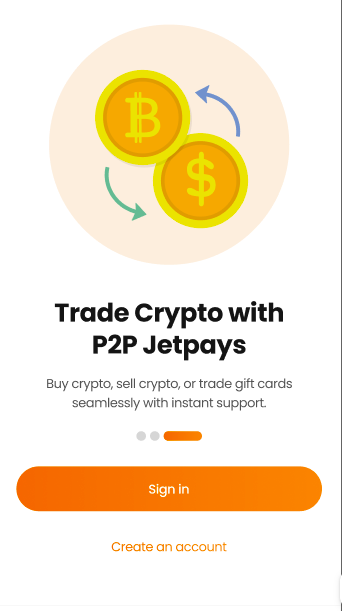 Trade Crypto with
P2P Jetpays
Buy crypto, sell crypto, or trade gift cards
seamlessly with instant support.
Sign in
Create an account